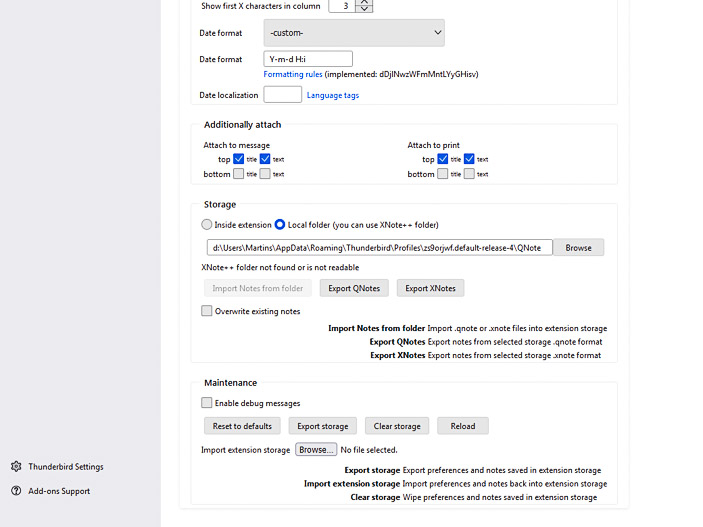 Show first X characters in column 3
Date format -custom-
Date format Y-m-d H:i
Formatting rules (implemented: dDjlNwzWFmMntLYyGHisv)
Date localization Language tags
Additionally attach
Attach to message Attach to print
top title text top title text
bottom title text bottom title text
Storage
Inside extension Local folder (you can use XNote++ folder)
d:\Users\Martins\AppData\Roaming\Thunderbird\Profiles\zs9orjwf.default-release-4\QNote Browse
XNote++ folder not found or is not readable
Import Notes from folder Export QNotes Export XNotes
Overwrite existing notes
Import Notes from folder Import .qnote or .xnote files into extension storage
Export QNotes Export notes from selected storage .qnote format
Export XNotes Export notes from selected storage .xnote format
Maintenance
Enable debug messages
Reset to defaults Export storage Clear storage Reload
Import extension storage Browse... No file selected.
Export storage Export preferences and notes saved in extension storage
Import extension storage Import preferences and notes back into extension storage
Clear storage Wipe preferences and notes saved in extension storage
Thunderbird Settings
Add-ons Support